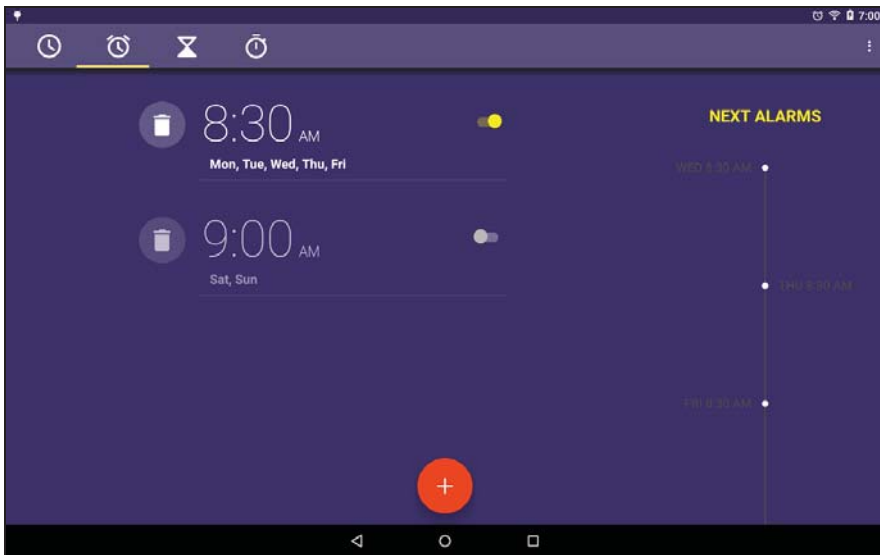 7:00
8:30 AM
Mon, Tue, Wed, Thu, Fri
9:00 AM
Sat, Sun
NEXT ALARMS
WED 8:30 AM
THU 8:30 AM
FRI 8:30 AM